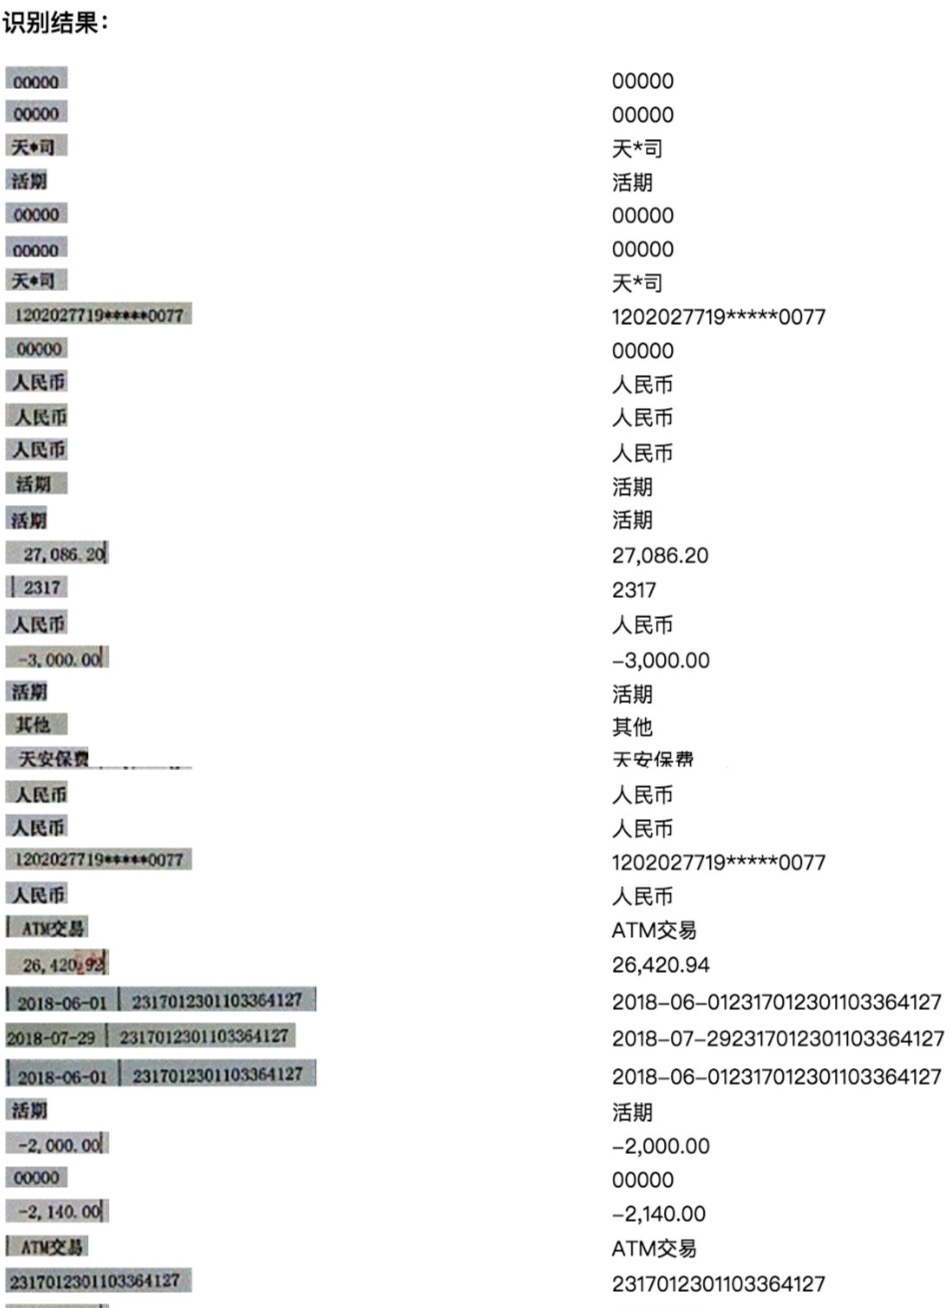 识别结果：
00000 00000
00000 00000
天*司 天*司
活期 活期
00000 00000
00000 00000
天*司 天*司
1202027719*****0077 1202027719*****0077
00000 00000
人民币 人民币
人民币 人民币
人民币 人民币
活期 活期
活期 活期
27,086.20 27,086.20
2317 2317
人民币 人民币
-3,000.00 -3,000.00
活期 活期
其他 其他
天安保费 天安保费
人民币 人民币
人民币 人民币
1202027719*****0077 1202027719*****0077
人民币 人民币
ATM交易 ATM交易
26,420.92 26,420.94
2018-06-01 2317012301103364127 2018-06-012317012301103364127
2018-07-29 2317012301103364127 2018-07-292317012301103364127
2018-06-01 2317012301103364127 2018-06-012317012301103364127
活期 活期
-2,000.00 -2,000.00
00000 00000
-2,140.00 -2,140.00
ATM交易 ATM交易
2317012301103364127 2317012301103364127